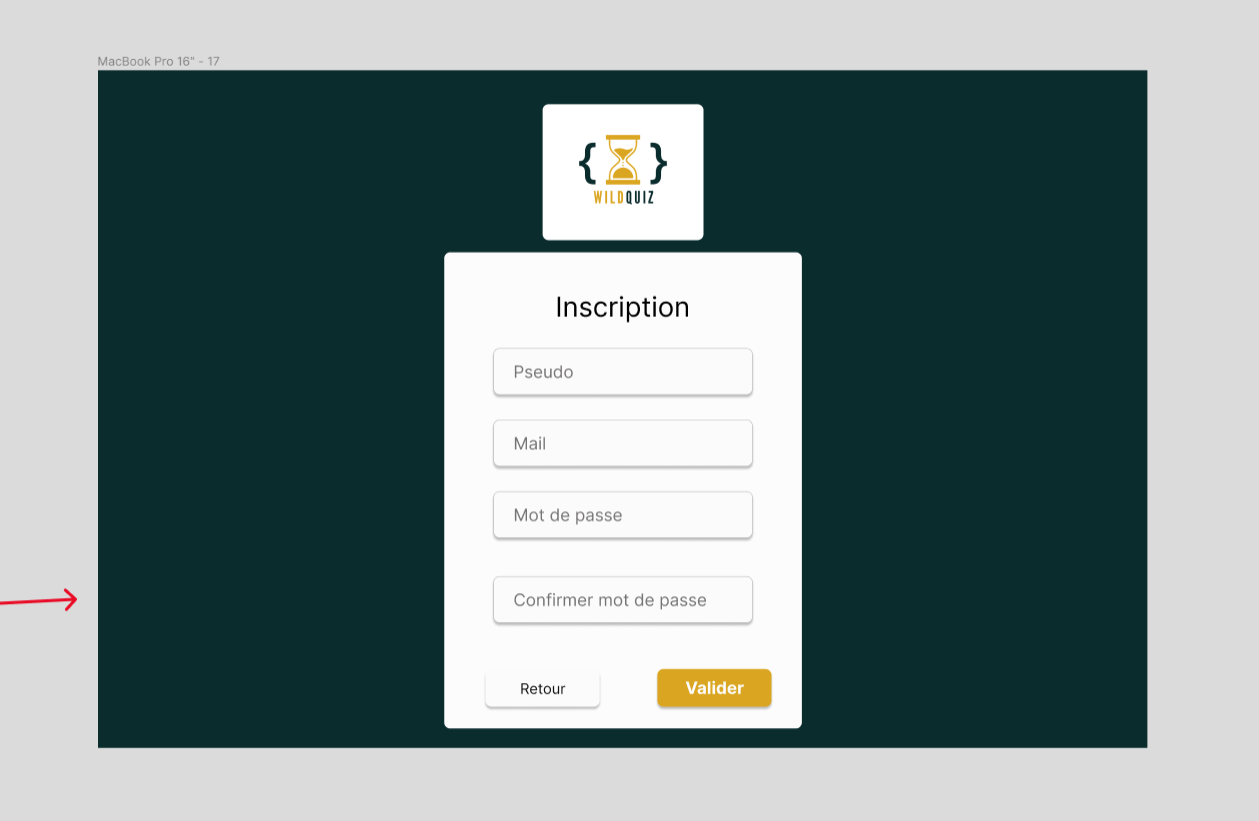 MacBook Pro 16" - 17
{ }
WILDQUIZ
Inscription
Pseudo
Mail
Mot de passe
Confirmer mot de passe
Retour
Valider